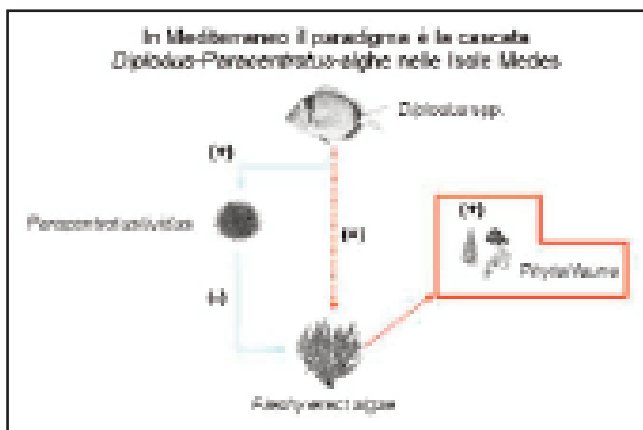 In Mediterraneo il paradigma è la cascata
Diplodus-Paracentrotus-alghe nelle Isole Medes
Diplodus spp.
Paracentrotus lividus
(-)
Phytal fauna
Fleshy erect algae